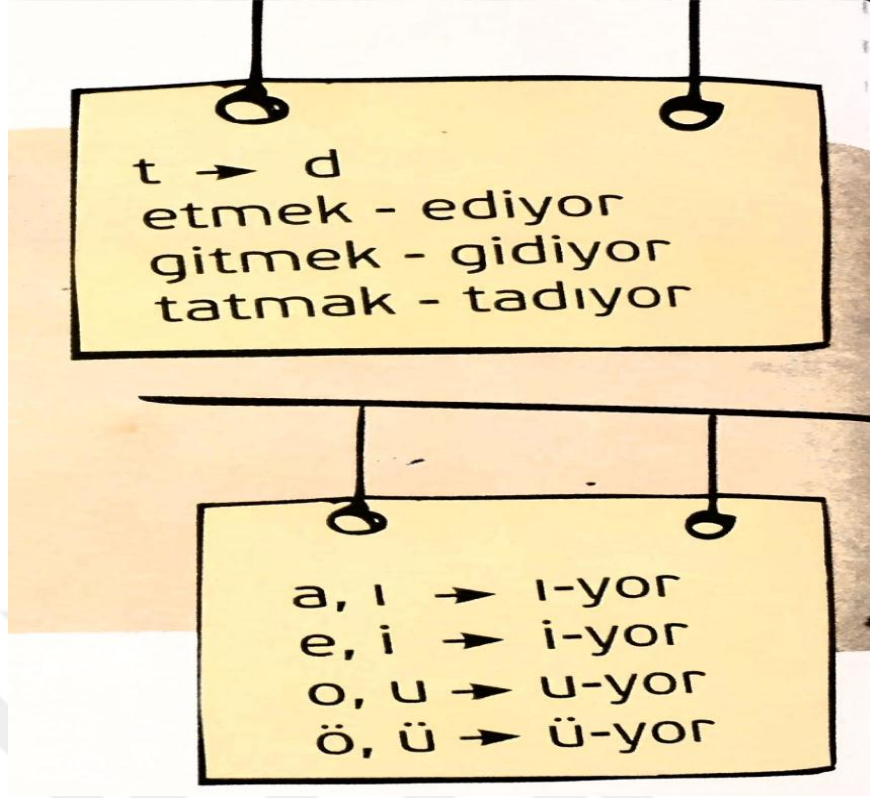 t → d
etmek - ediyor
gitmek - gidiyor
tatmak - tadıyor
a, ı → ı-yor
e, i → i-yor
o, u → u-yor
ö, ü → ü-yor